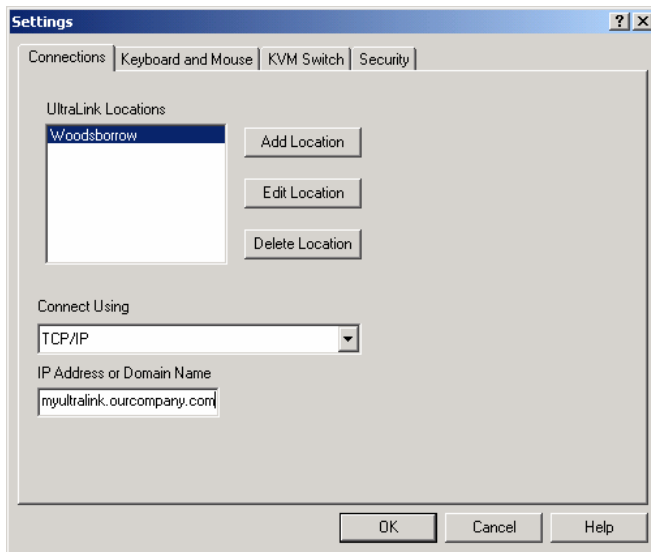 Settings
Connections Keyboard and Mouse KVM Switch Security
UltraLink Locations
Woodsborrow
Add Location
Edit Location
Delete Location
Connect Using
TCP/IP
IP Address or Domain Name
myultralink.ourcompany.com
OK Cancel Help